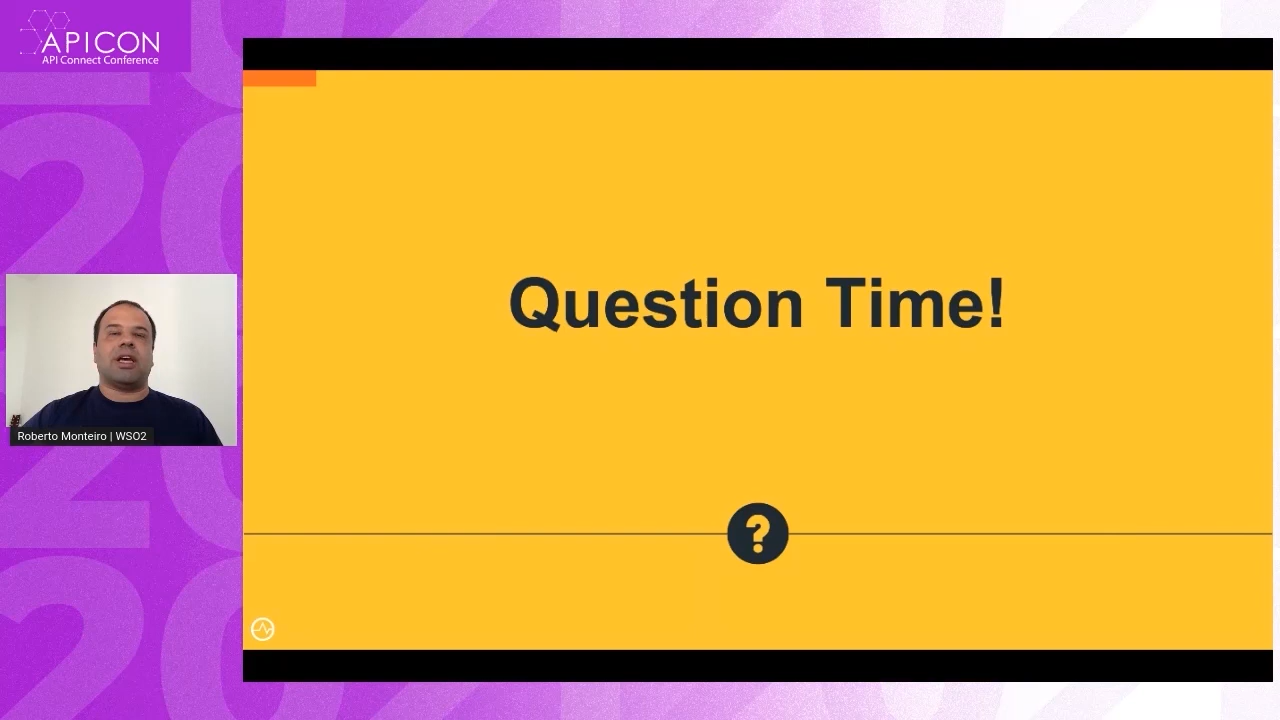 APICON
API Connect Conference
Question Time!
?
Roberto Monteiro | WSO2